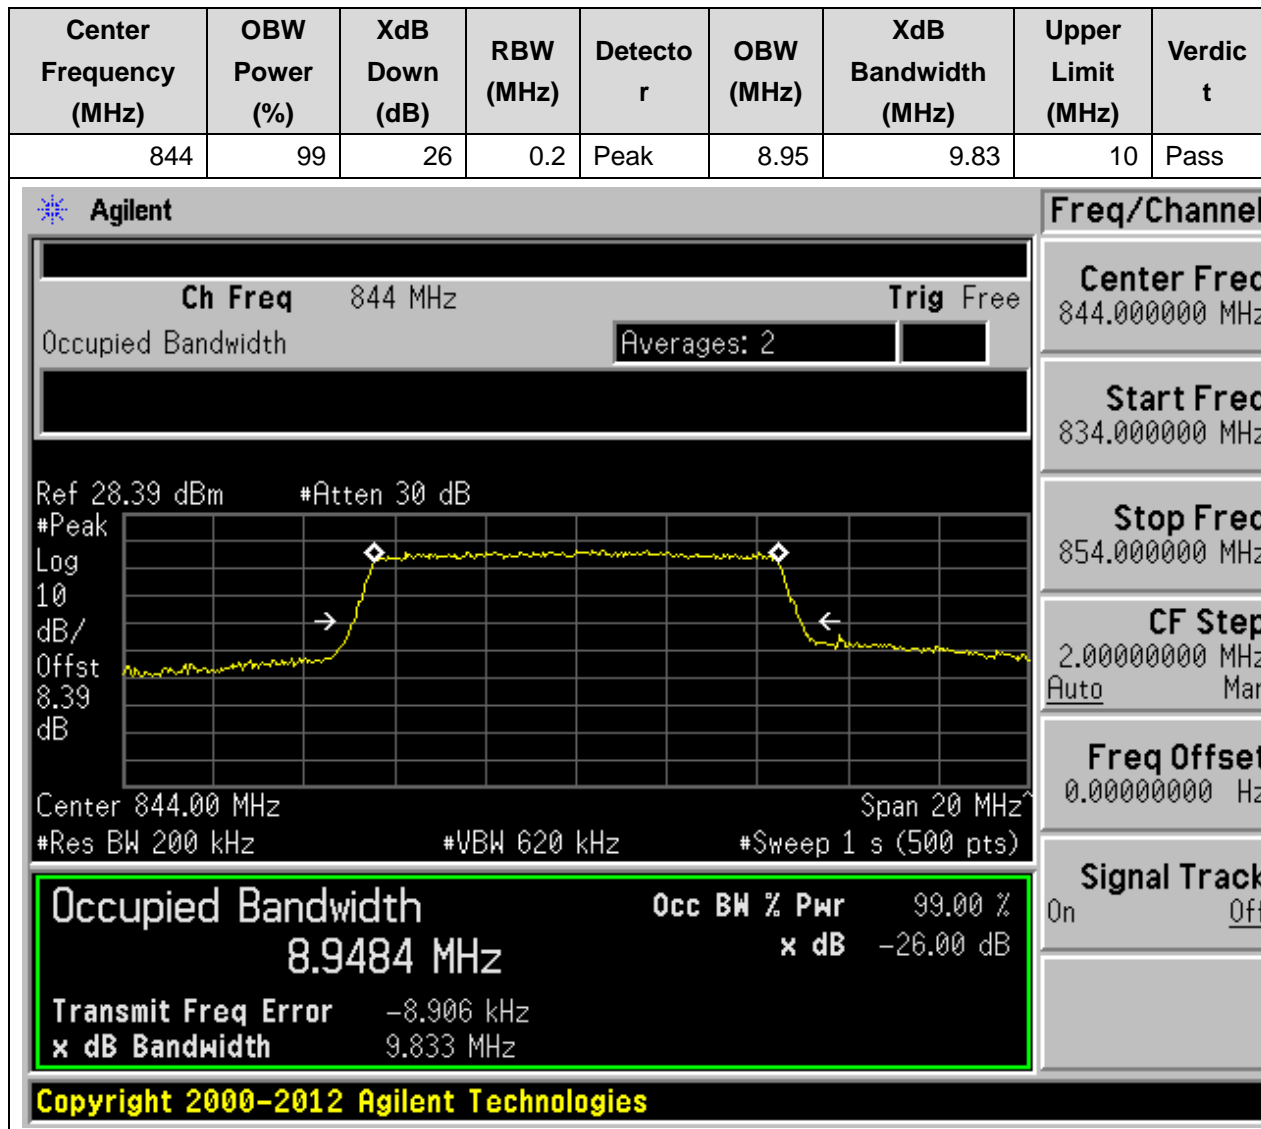 Center Frequency (MHz) OBW Power (%) XdB Down (dB) RBW (MHz) Detecto r OBW (MHz) XdB Bandwidth (MHz) Upper Limit (MHz) Verdic t
844 99 26 0.2 Peak 8.95 9.83 10 Pass
Agilent
Freq/Channel
Ch Freq 844 MHz Trig Free
Occupied Bandwidth Averages: 2
Center Freq
844.000000 MHz
Start Freq
834.000000 MHz
Stop Freq
854.000000 MHz
CF Step
2.00000000 MHz
Auto Man
Freq Offset
0.00000000 Hz
Signal Track
On Off
Ref 28.39 dBm #Atten 30 dB
#Peak
Log
10
dB/
Offst
8.39
dB
Center 844.00 MHz Span 20 MHz^
#Res BW 200 kHz #VBW 620 kHz #Sweep 1 s (500 pts)
Occupied Bandwidth Occ BW % Pwr 99.00 %
8.9484 MHz x dB -26.00 dB
Transmit Freq Error -8.906 kHz
x dB Bandwidth 9.833 MHz
Copyright 2000-2012 Agilent Technologies